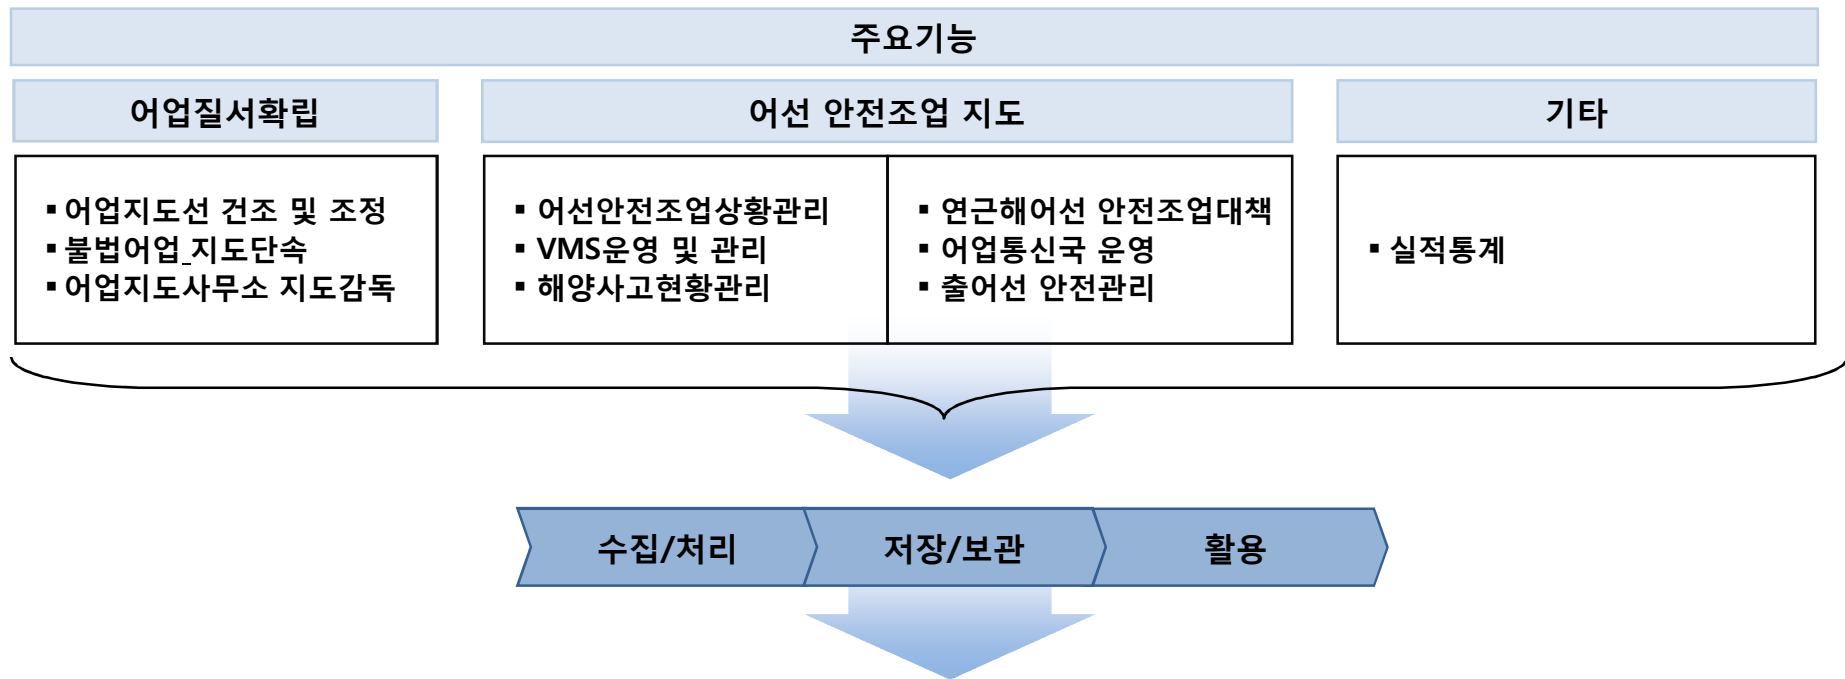 주요기능
어업질서확립
어선 안전조업 지도
기타
▪ 어업지도선 건조 및 조정
▪ 불법어업 지도단속
▪ 어업지도사무소 지도감독
▪ 어선안전조업상황관리
▪ VMS운영 및 관리
▪ 해양사고현황관리
▪ 연근해어선 안전조업대책
▪ 어업통신국 운영
▪ 출어선 안전관리
▪ 실적통계
수집/처리
저장/보관
활용